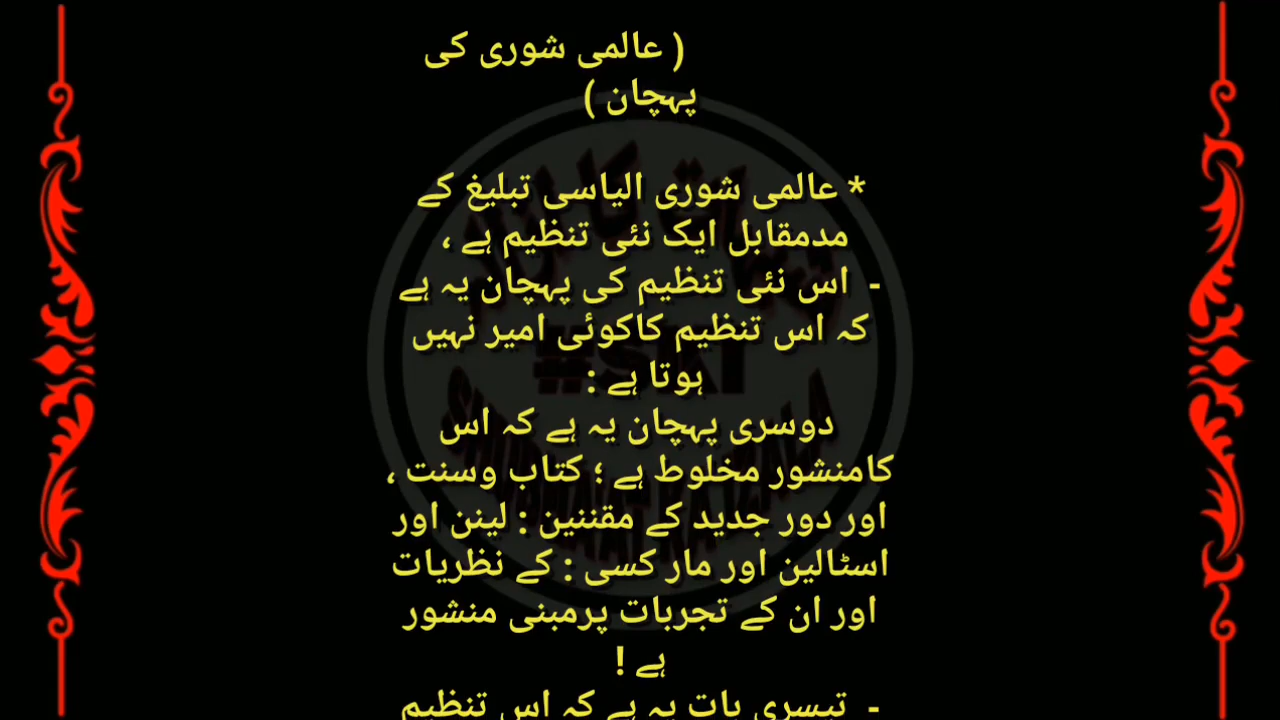 ( عالمی شوری کی
پہچان )
* عالمی شوری الیاسی تبلیغ کے
مدمقابل ایک نئی تنظیم ہے ،
- اس نئی تنظیم کی پہچان یہ ہے
کہ اس تنظیم کاکوئی امیر نہیں
ہوتا ہے :
دوسری پہچان یہ ہے کہ اس
کامنشور مخلوط ہے ؛ کتاب وسنت ،
اور دور جدید کے مقننین : لینن اور
اسٹالین اور مار کسی : کے نظریات
اور ان کے تجربات پرمبنی منشور
ہے !
- تیسری بات یہ ہے کہ اس تنظیم